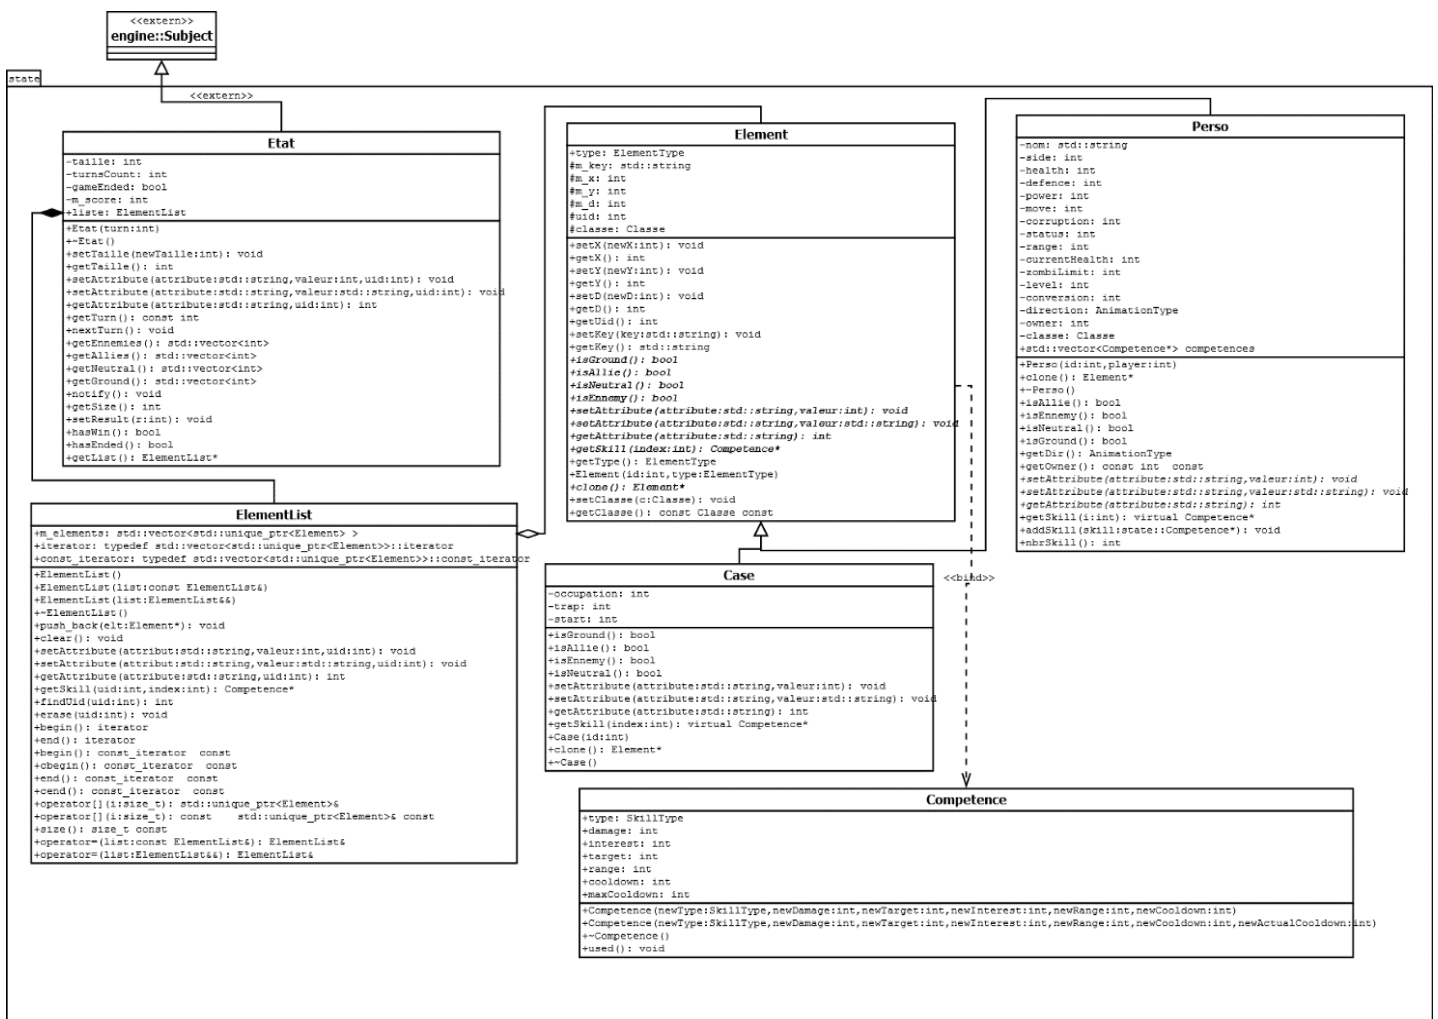 <<extern>>
engine::Subject
state
<<extern>>
Etat
-taille: int
-turnsCount: int
-gameEnded: bool
-m_score: int
+liste: ElementList
+Etat(turn:int)
+~Etat()
+setTaille(newTaille:int): void
+getTaille(): int
+setAttribute(attribute:std::string,valeur:int,uid:int): void
+setAttribute(attribute:std::string,valeur:std::string,uid:int): void
+getAttribute(attribute:std::string,uid:int): int
+getTurn(): const int
+nextTurn(): void
+getEnnemies(): std::vector<int>
+getAllies(): std::vector<int>
+getNeutral(): std::vector<int>
+getGround(): std::vector<int>
+notify(): void
+getSize(): int
+setResult(r:int): void
+hasWin(): bool
+hasEnded(): bool
+getList(): ElementList*
Element
+type: ElementType
#m_key: std::string
#m_x: int
#m_y: int
#m_d: int
#uid: int
#classe: Classe
+setX(newX:int): void
+getX(): int
+setY(newY:int): void
+getY(): int
+setD(newD:int): void
+getD(): int
+getUid(): int
+setKey(key:std::string): void
+getKey(): std::string
+isGround(): bool
+isAllie(): bool
+isNeutral(): bool
+isEnnemy(): bool
+setAttribute(attribute:std::string,valeur:int): void
+setAttribute(attribute:std::string,valeur:std::string): void
+getAttribute(attribute:std::string): int
+getSkill(index:int): Competence*
+getType(): ElementType
+Element(id:int,type:ElementType)
+clone(): Element*
+setClasse(c:Classe): void
+getClasse(): const Classe const
Perso
-nom: std::string
-side: int
-health: int
-defence: int
-power: int
-move: int
-corruption: int
-status: int
-range: int
-currentHealth: int
-zombiLimit: int
-level: int
-conversion: int
-direction: AnimationType
-owner: int
-classe: Classe
+std::vector<Competence*> competences
+Perso(id:int,player:int)
+clone(): Element*
+~Perso()
+isAllie(): bool
+isEnnemy(): bool
+isNeutral(): bool
+isGround(): bool
+getDir(): AnimationType
+getOwner(): const int  const
+setAttribute(attribute:std::string,valeur:int): void
+setAttribute(attribute:std::string,valeur:std::string): void
+getAttribute(attribute:std::string): int
+getSkill(i:int): virtual Competence*
+addSkill(skill:state::Competence*): void
+nbrSkill(): int
ElementList
+m_elements: std::vector<std::unique_ptr<Element> >
+iterator: typedef std::vector<std::unique_ptr<Element>>::iterator
+const_iterator: typedef std::vector<std::unique_ptr<Element>>::const_iterator
+ElementList()
+ElementList(list:const ElementList&)
+ElementList(list:ElementList&&)
+~ElementList()
+push_back(elt:Element*): void
+clear(): void
+setAttribute(attribut:std::string,valeur:int,uid:int): void
+setAttribute(attribut:std::string,valeur:std::string,uid:int): void
+getAttribute(attribute:std::string,uid:int): int
+getSkill(uid:int,index:int): Competence*
+findUid(uid:int): int
+erase(uid:int): void
+begin(): iterator
+end(): iterator
+begin(): const_iterator  const
+cbegin(): const_iterator  const
+end(): const_iterator  const
+cend(): const_iterator  const
+operator[](i:size_t): std::unique_ptr<Element>&
+operator[](i:size_t): const    std::unique_ptr<Element>& const
+size(): size_t const
+operator=(list:const ElementList&): ElementList&
+operator=(list:ElementList&&): ElementList&
Case
-occupation: int
-trap: int
-start: int
+isGround(): bool
+isAllie(): bool
+isEnnemy(): bool
+isNeutral(): bool
+setAttribute(attribute:std::string,valeur:int): void
+setAttribute(attribute:std::string,valeur:std::string): void
+getAttribute(attribute:std::string): int
+getSkill(index:int): virtual Competence*
+Case(id:int)
+clone(): Element*
+~Case()
<<bind>>
Competence
+type: SkillType
+damage: int
+interest: int
+target: int
+range: int
+cooldown: int
+maxCooldown: int
+Competence(newType:SkillType,newDamage:int,newTarget:int,newInterest:int,newRange:int,newCooldown:int)
+Competence(newType:SkillType,newDamage:int,newTarget:int,newInterest:int,newRange:int,newCooldown:int,newActualCooldown:int)
+~Competence()
+used(): void